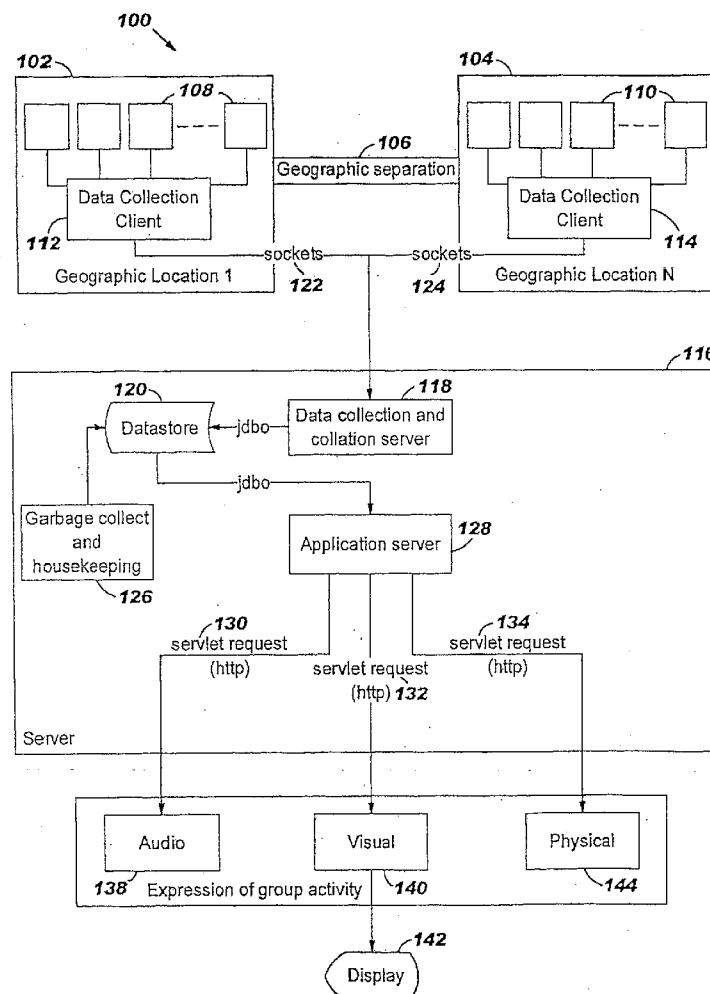 100
102
104
108
110
106
Geographic separation
Data Collection
Client
112
Data Collection
Client
114
sockets
122
sockets
124
Geographic Location 1
Geographic Location N
116
120
Datastore
jdbo
118
Data collection and
collation server
jdbo
Garbage collect
and
housekeeping
126
Application server
128
130
servlet request
(http)
servlet request
(http) 132
134
servlet request
(http)
Server
Audio
138
Visual
140
Physical
144
Expression of group activity
142
Display